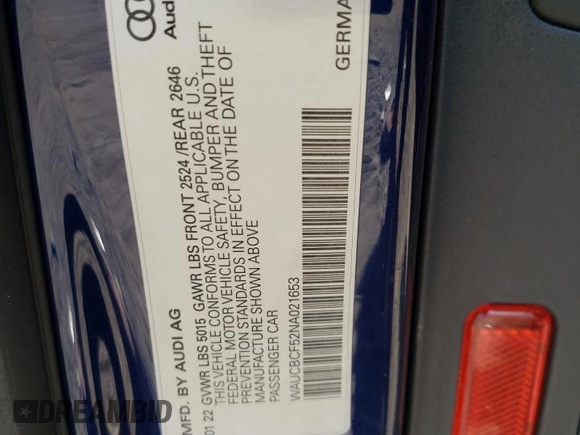 Aud
MFD. BY AUDI AG
01.22 GVWR LBS 5015 GAWR LBS FRONT 2524/REAR 2646
THIS VEHICLE CONFORMS TO ALL APPLICABLE U.S.
FEDERAL MOTOR VEHICLE SAFETY, BUMPER AND THEFT
PREVENTION STANDARDS IN EFFECT ON THE DATE OF
MANUFACTURE SHOWN ABOVE
PASSENGER CAR
WAUCBCF52NA021653
GERMA
DREAMBID